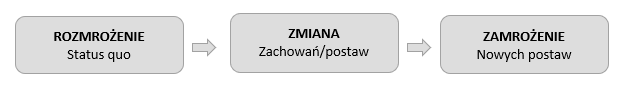 ROZMROŻENIE
Status quo
ZMIANA
Zachowań/postaw
ZAMROŻENIE
Nowych postaw